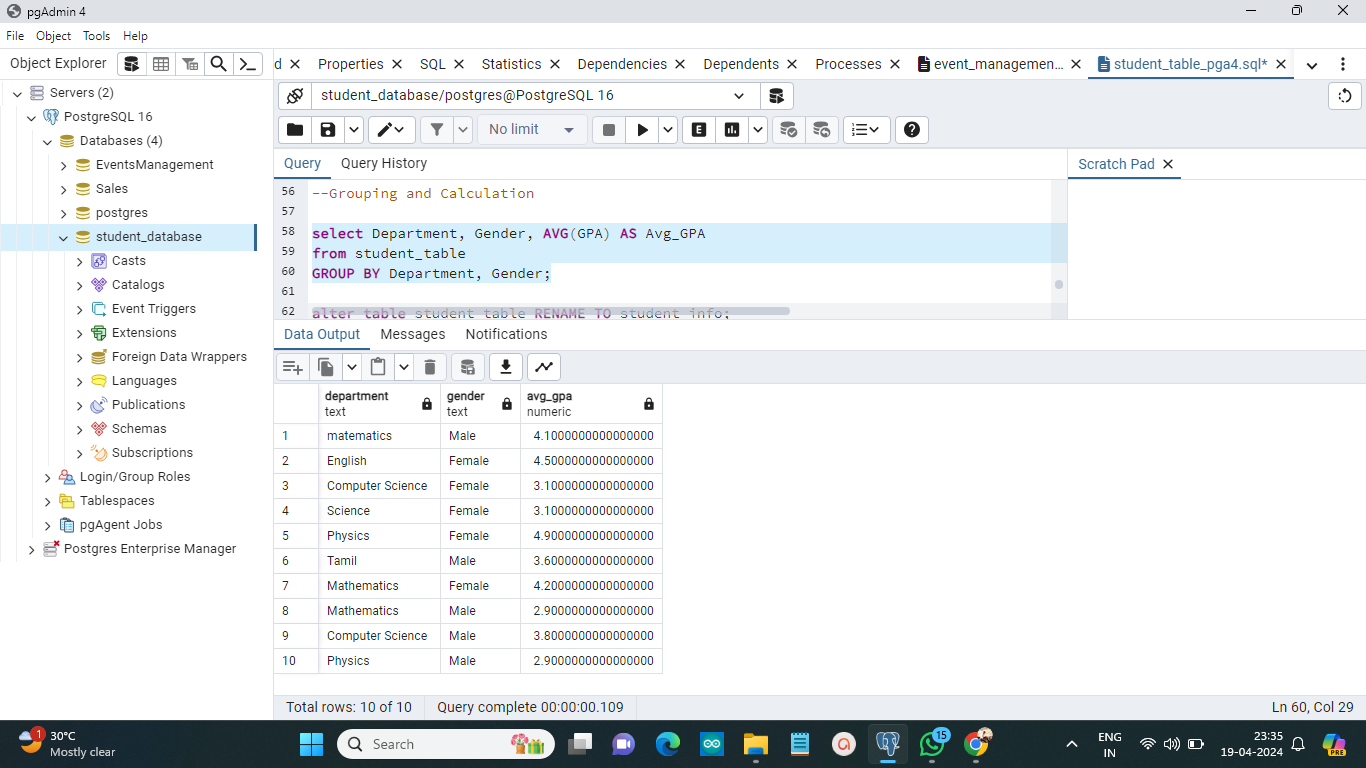 pgAdmin 4
File Object Tools Help
Object Explorer
d Properties SQL Statistics Dependencies Dependents Processes event_managemen... student_table_pga4.sql*
Servers (2)
PostgreSQL 16
Databases (4)
EventsManagement
Sales
postgres
student_database
Casts
Catalogs
Event Triggers
Extensions
Foreign Data Wrappers
Languages
Publications
Schemas
Subscriptions
Login/Group Roles
Tablespaces
pgAgent Jobs
Postgres Enterprise Manager
student_database/postgres@PostgreSQL 16
No limit
E
Query Query History
Scratch Pad
56 --Grouping and Calculation
57
58 select Department, Gender, AVG(GPA) AS Avg_GPA
59 from student_table
60 GROUP BY Department, Gender;
61
62 alter table student_table RENAME TO student_info;
Data Output Messages Notifications
department gender avg_gpa
text text numeric
1 matematics Male 4.1000000000000000
2 English Female 4.5000000000000000
3 Computer Science Female 3.1000000000000000
4 Science Female 3.1000000000000000
5 Physics Female 4.9000000000000000
6 Tamil Male 3.6000000000000000
7 Mathematics Female 4.2000000000000000
8 Mathematics Male 2.9000000000000000
9 Computer Science Male 3.8000000000000000
10 Physics Male 2.9000000000000000
Total rows: 10 of 10 Query complete 00:00:00.109 Ln 60, Col 29
1
30°C
Mostly clear
Search
15
ENG
IN
23:35
19-04-2024
PRE